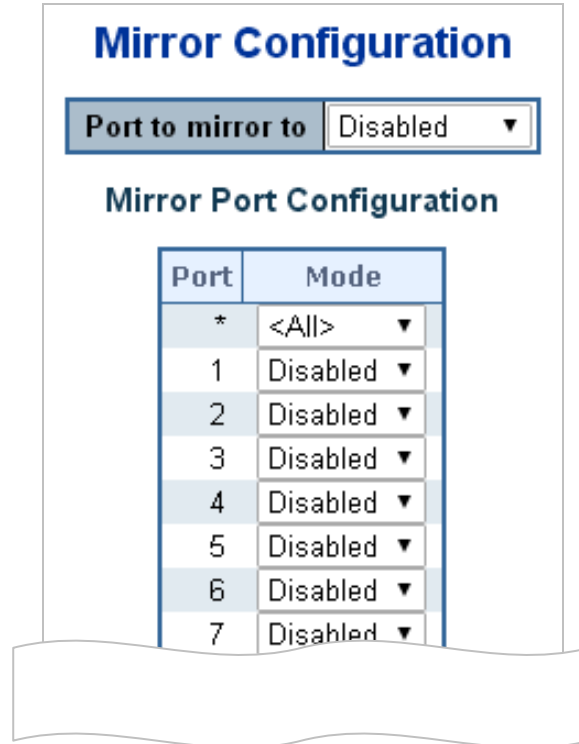 Mirror Configuration
Port to mirror to Disabled
Mirror Port Configuration
Port Mode
* <All>
1 Disabled
2 Disabled
3 Disabled
4 Disabled
5 Disabled
6 Disabled
7 Disabled